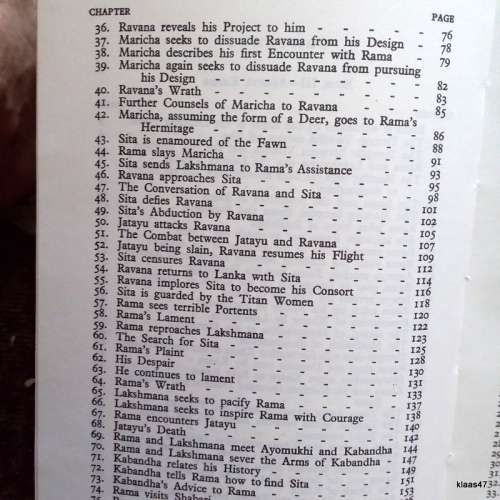 CHAPTER PAGE
36. Ravana reveals his Project to him - - - - - 76
37. Maricha seeks to dissuade Ravana from his Design - 78
38. Maricha describes his first Encounter with Rama - 79
39. Maricha again seeks to dissuade Ravana from pursuing
his Design - - - - - - - - 82
40. Ravana's Wrath - - - - - - - 83
41. Further Counsels of Maricha to Ravana - - - 85
42. Maricha, assuming the form of a Deer, goes to Rama's
Hermitage - - - - - - - - 86
43. Sita is enamoured of the Fawn - - - - - 88
44. Rama slays Maricha - - - - - - 91
45. Sita sends Lakshmana to Rama's Assistance - - - 93
46. Ravana approaches Sita - - - - - - 95
47. The Conversation of Ravana and Sita - - - - 98
48. Sita defies Ravana - - - - - - - 101
49. Sita's Abduction by Ravana - - - - - 102
50. Jatayu attacks Ravana - - - - - - 105
51. The Combat between Jatayu and Ravana - - - 107
52. Jatayu being slain, Ravana resumes his Flight - - 109
53. Sita censures Ravana - - - - - - 112
54. Ravana returns to Lanka with Sita - - - - 114
55. Ravana implores Sita to become his Consort - - - 116
56. Sita is guarded by the Titan Women - - - - 118
57. Rama sees terrible Portents - - - - - 120
58. Rama's Lament - - - - - - - 122
59. Rama reproaches Lakshmana - - - - - 123
60. The Search for Sita - - - - - - 125
61. Rama's Plaint - - - - - - - 128
62. His Despair - - - - - - - 130
63. He continues to lament - - - - - - 131
64. Rama's Wrath - - - - - - - 133
65. Lakshmana seeks to pacify Rama - - - - 137
66. Lakshmana seeks to inspire Rama with Courage - - 138
67. Rama encounters Jatayu - - - - - - 140
68. Jatayu's Death - - - - - - - 142
69. Rama and Lakshmana meet Ayomukhi and Kabandha 144
70. Rama and Lakshmana sever the Arms of Kabandha - 147
71. Kabandha relates his History - - - - - 149
72. Kabandha tells Rama how to find Sita - - - 151
73. Kabandha's Advice to Rama - - - - - 153
74. Rama visits
klaas47